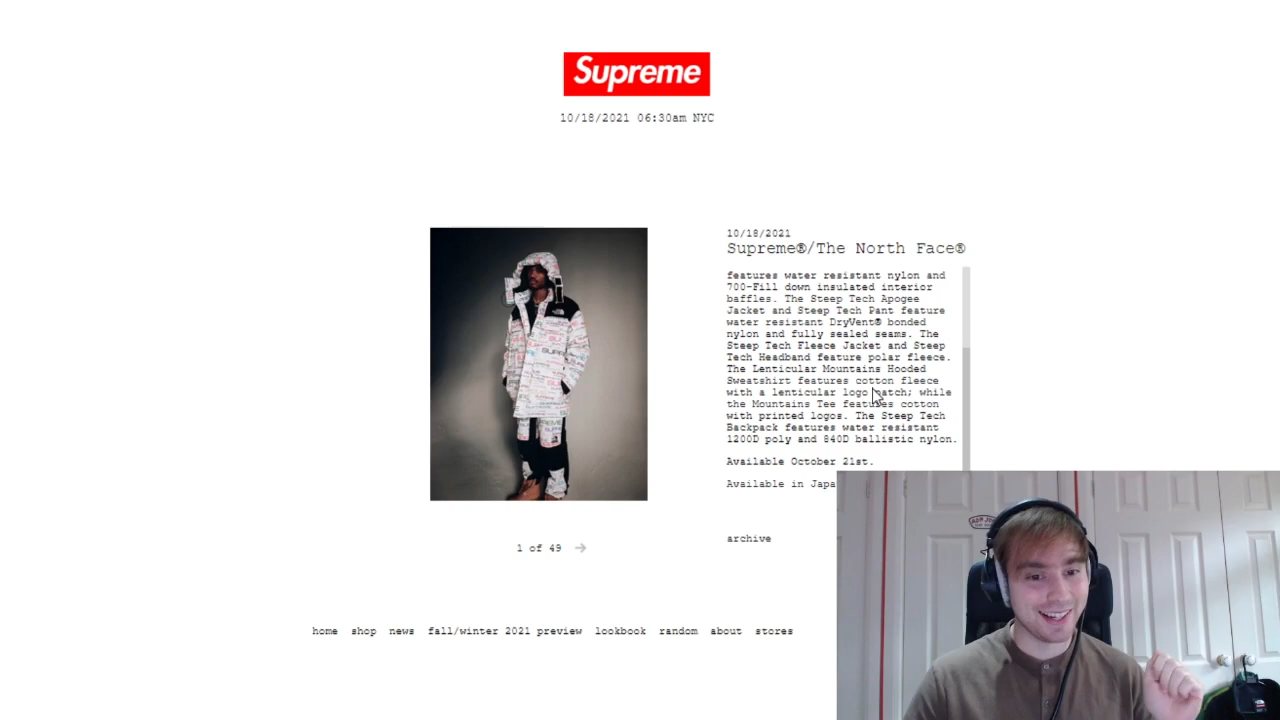 Supreme
10/18/2021 06:30am NYC
10/18/2021
Supreme®/The North Face®
features water resistant nylon and
700-Fill down insulated interior
baffles. The Steep Tech Apogee
Jacket and Steep Tech Pant feature
water resistant DryVent® bonded
nylon and fully sealed seams. The
Steep Tech Fleece Jacket and Steep
Tech Headband feature polar fleece.
The Lenticular Mountains Hooded
Sweatshirt features cotton fleece
with a lenticular logo patch; while
the Mountains Tee features cotton
with printed logos. The Steep Tech
Backpack features water resistant
1200D poly and 840D ballistic nylon.
Available October 21st.
Available in Japa
1 of 49
archive
home shop news fall/winter 2021 preview lookbook random about stores